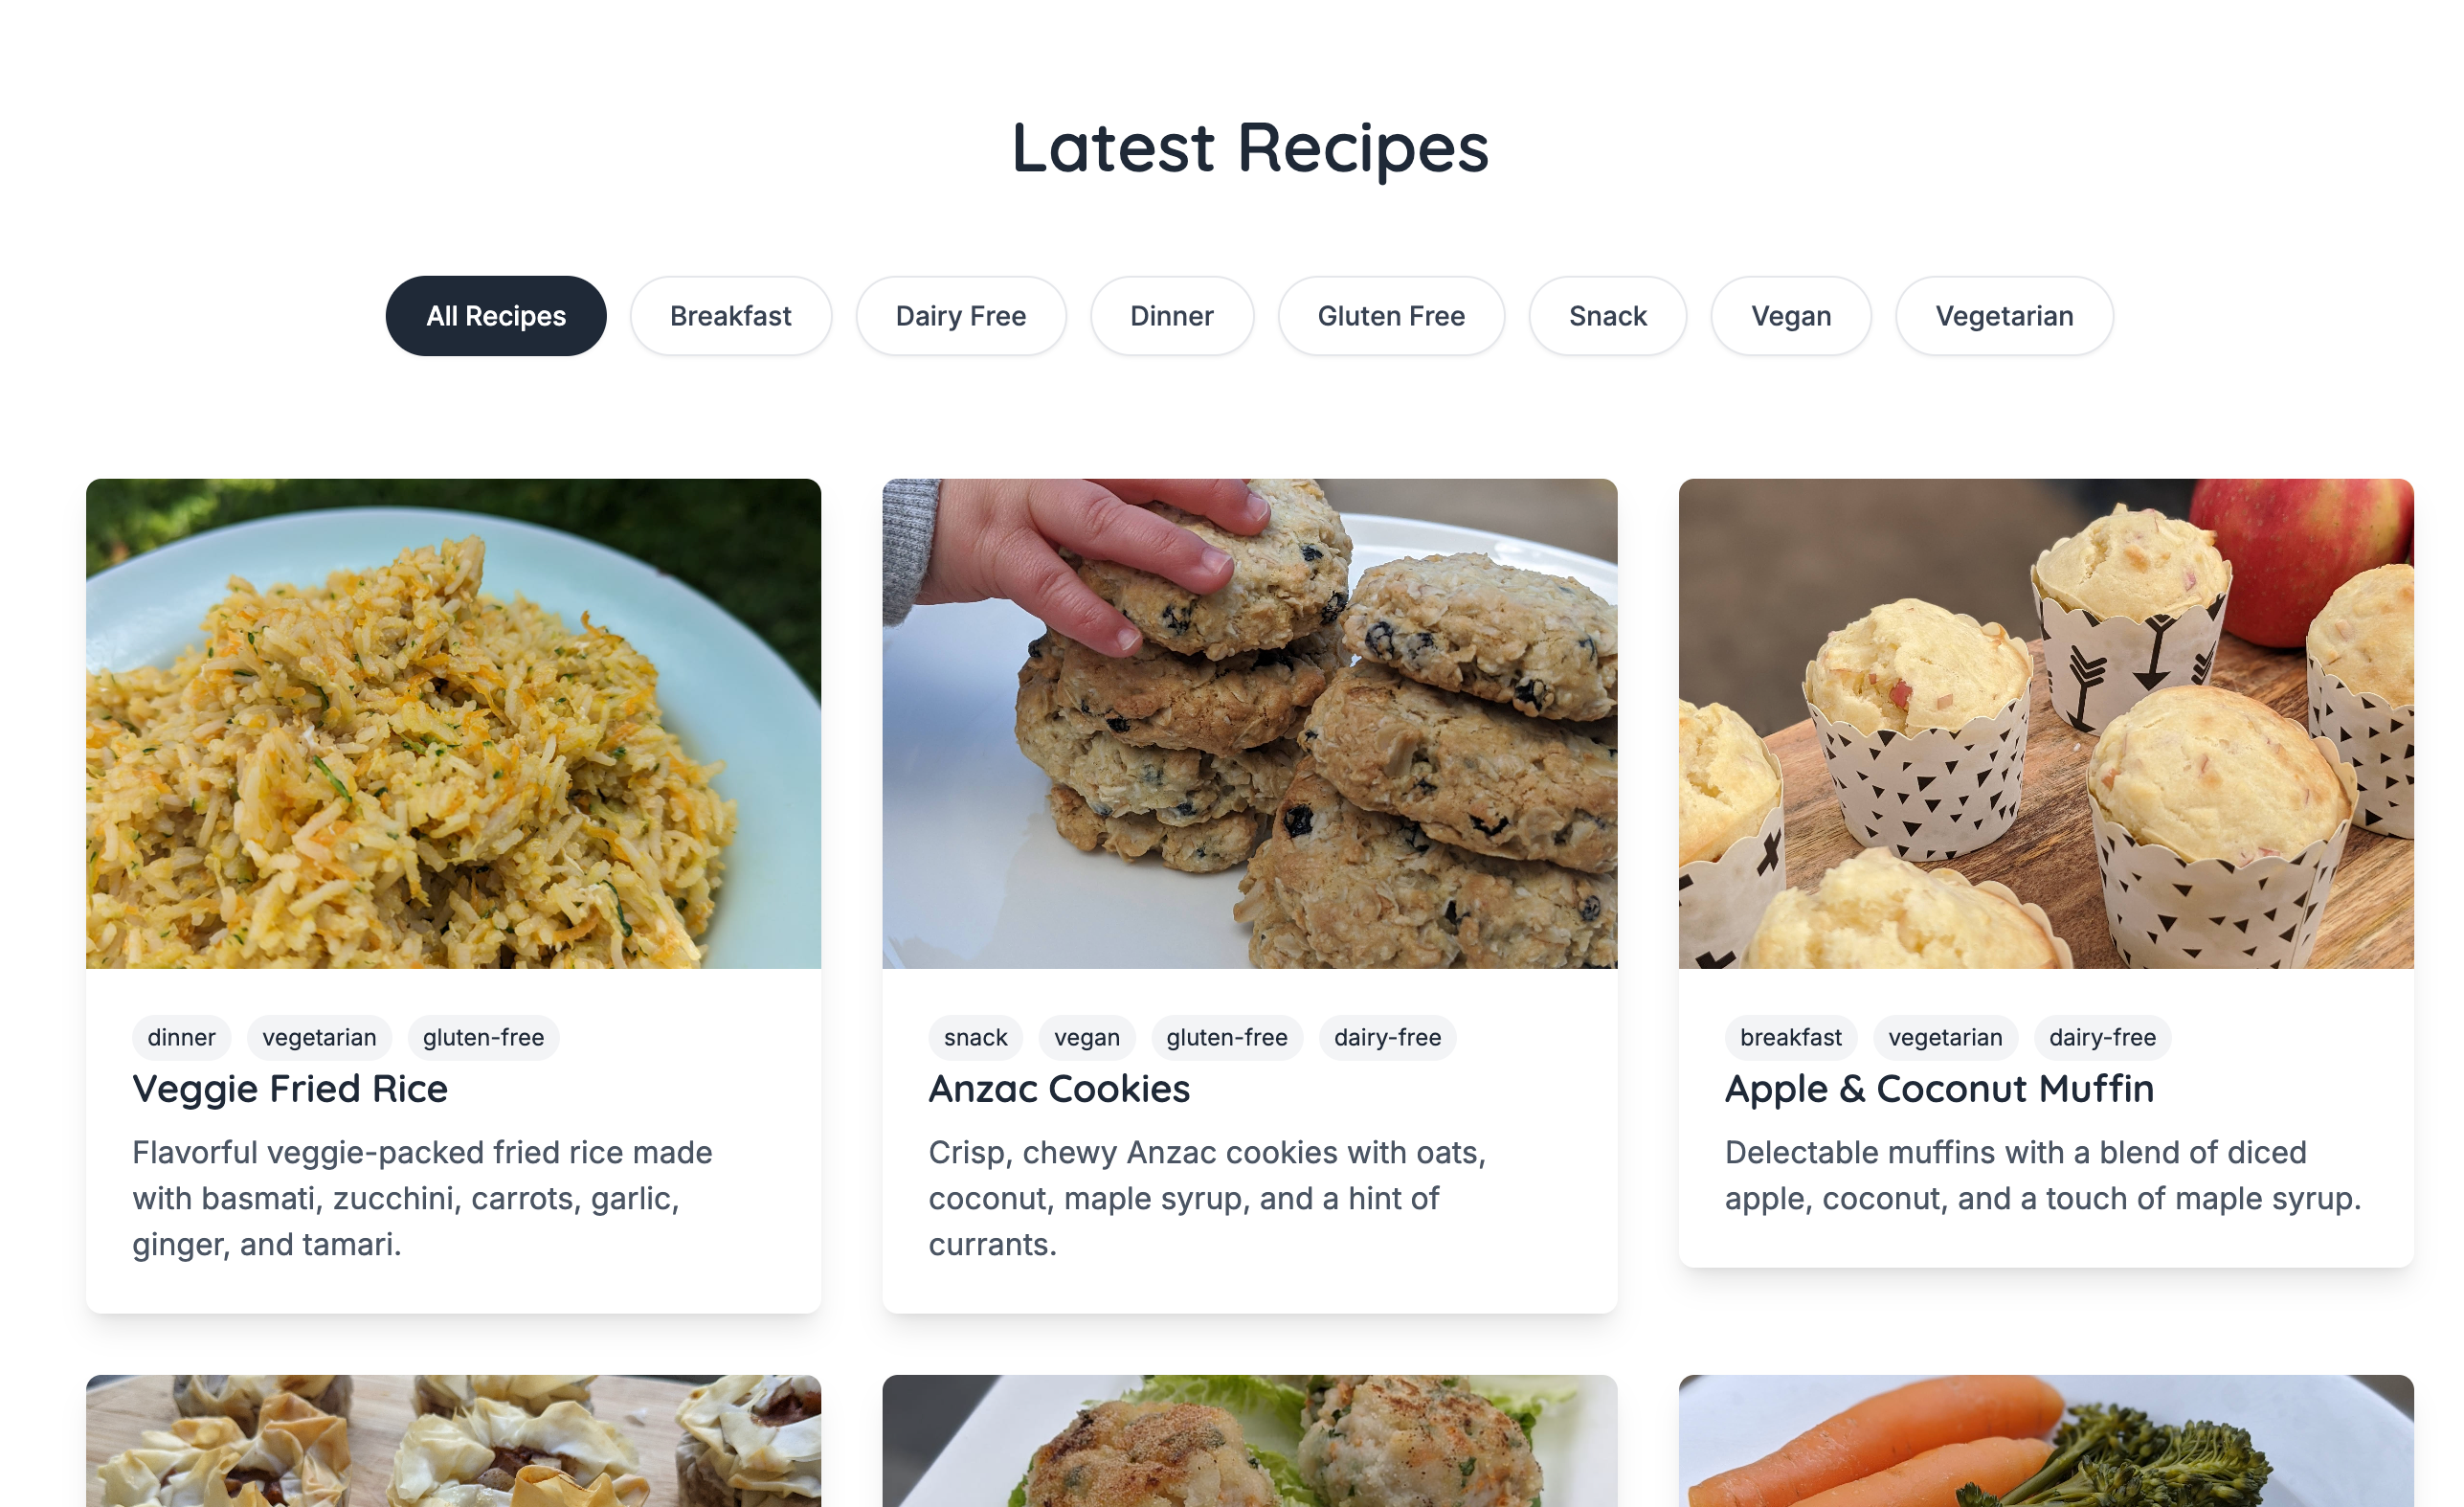 Latest Recipes
All Recipes Breakfast Dairy Free Dinner Gluten Free Snack Vegan Vegetarian
dinner vegetarian gluten-free
Veggie Fried Rice
Flavorful veggie-packed fried rice made
with basmati, zucchini, carrots, garlic,
ginger, and tamari.
snack vegan gluten-free dairy-free
Anzac Cookies
Crisp, chewy Anzac cookies with oats,
coconut, maple syrup, and a hint of
currants.
breakfast vegetarian dairy-free
Apple & Coconut Muffin
Delectable muffins with a blend of diced
apple, coconut, and a touch of maple syrup.